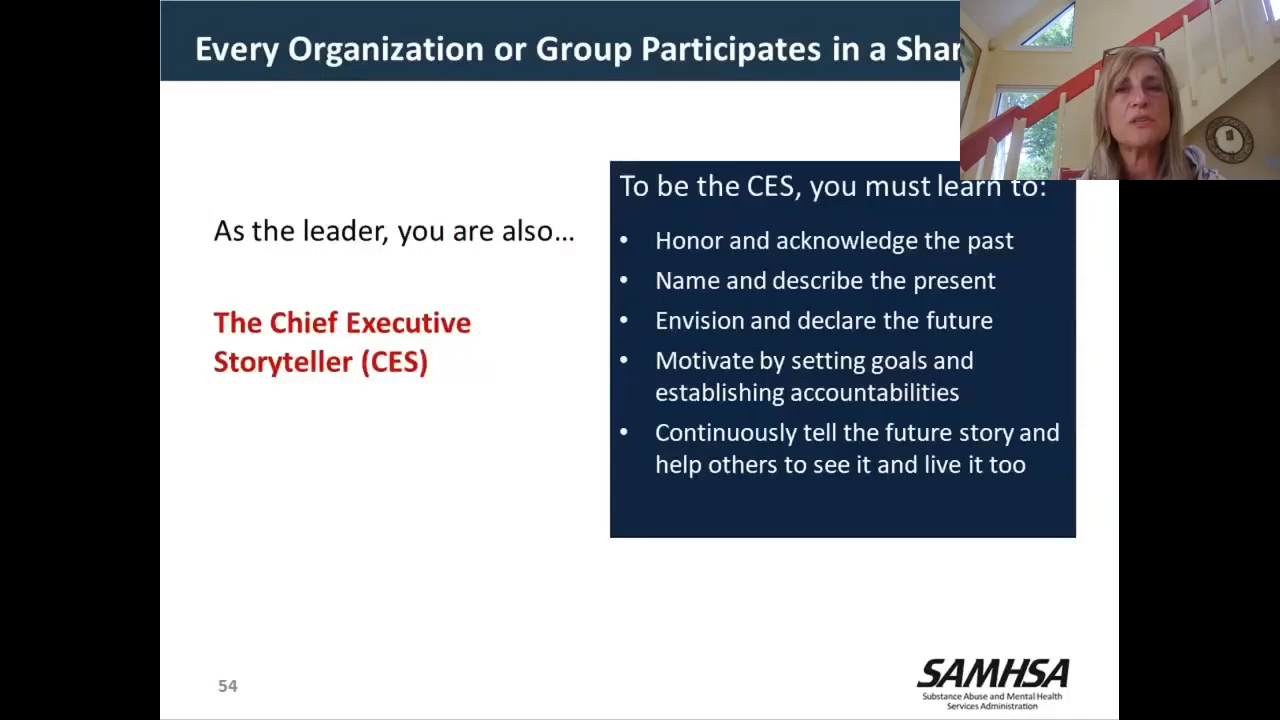 Every Organization or Group Participates in a
As the leader, you are also...
The Chief Executive
Storyteller (CES)
To be the CES, you must learn to:
• Honor and acknowledge the past
• Name and describe the present
• Envision and declare the future
• Motivate by setting goals and
establishing accountabilities
• Continuously tell the future story and
help others to see it and live it too
54
SAMHSA
Substance Abuse and Mental Health
Services Administration